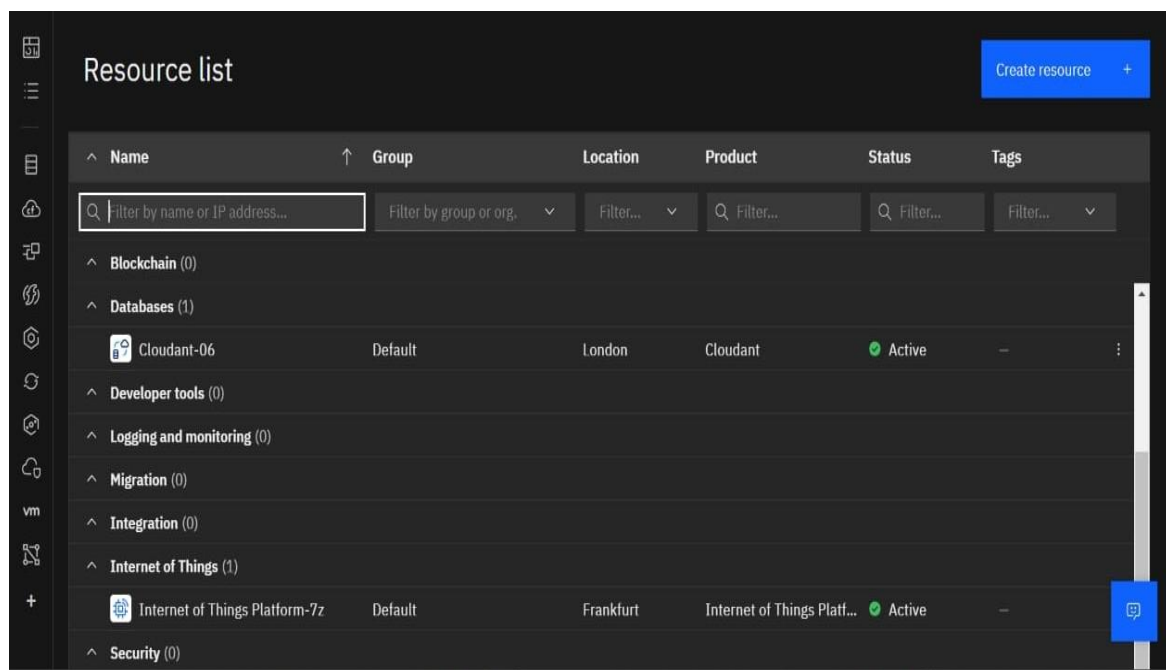 Resource list
Create resource +
Name Group Location Product Status Tags
Filter by name or IP address... Filter by group or org. Filter... Filter... Filter... Filter...
Blockchain (0)
Databases (1)
Cloudant-06 Default London Cloudant Active –
Developer tools (0)
Logging and monitoring (0)
Migration (0)
vm
Integration (0)
Internet of Things (1)
Internet of Things Platform-7z Default Frankfurt Internet of Things Platf... Active –
Security (0)